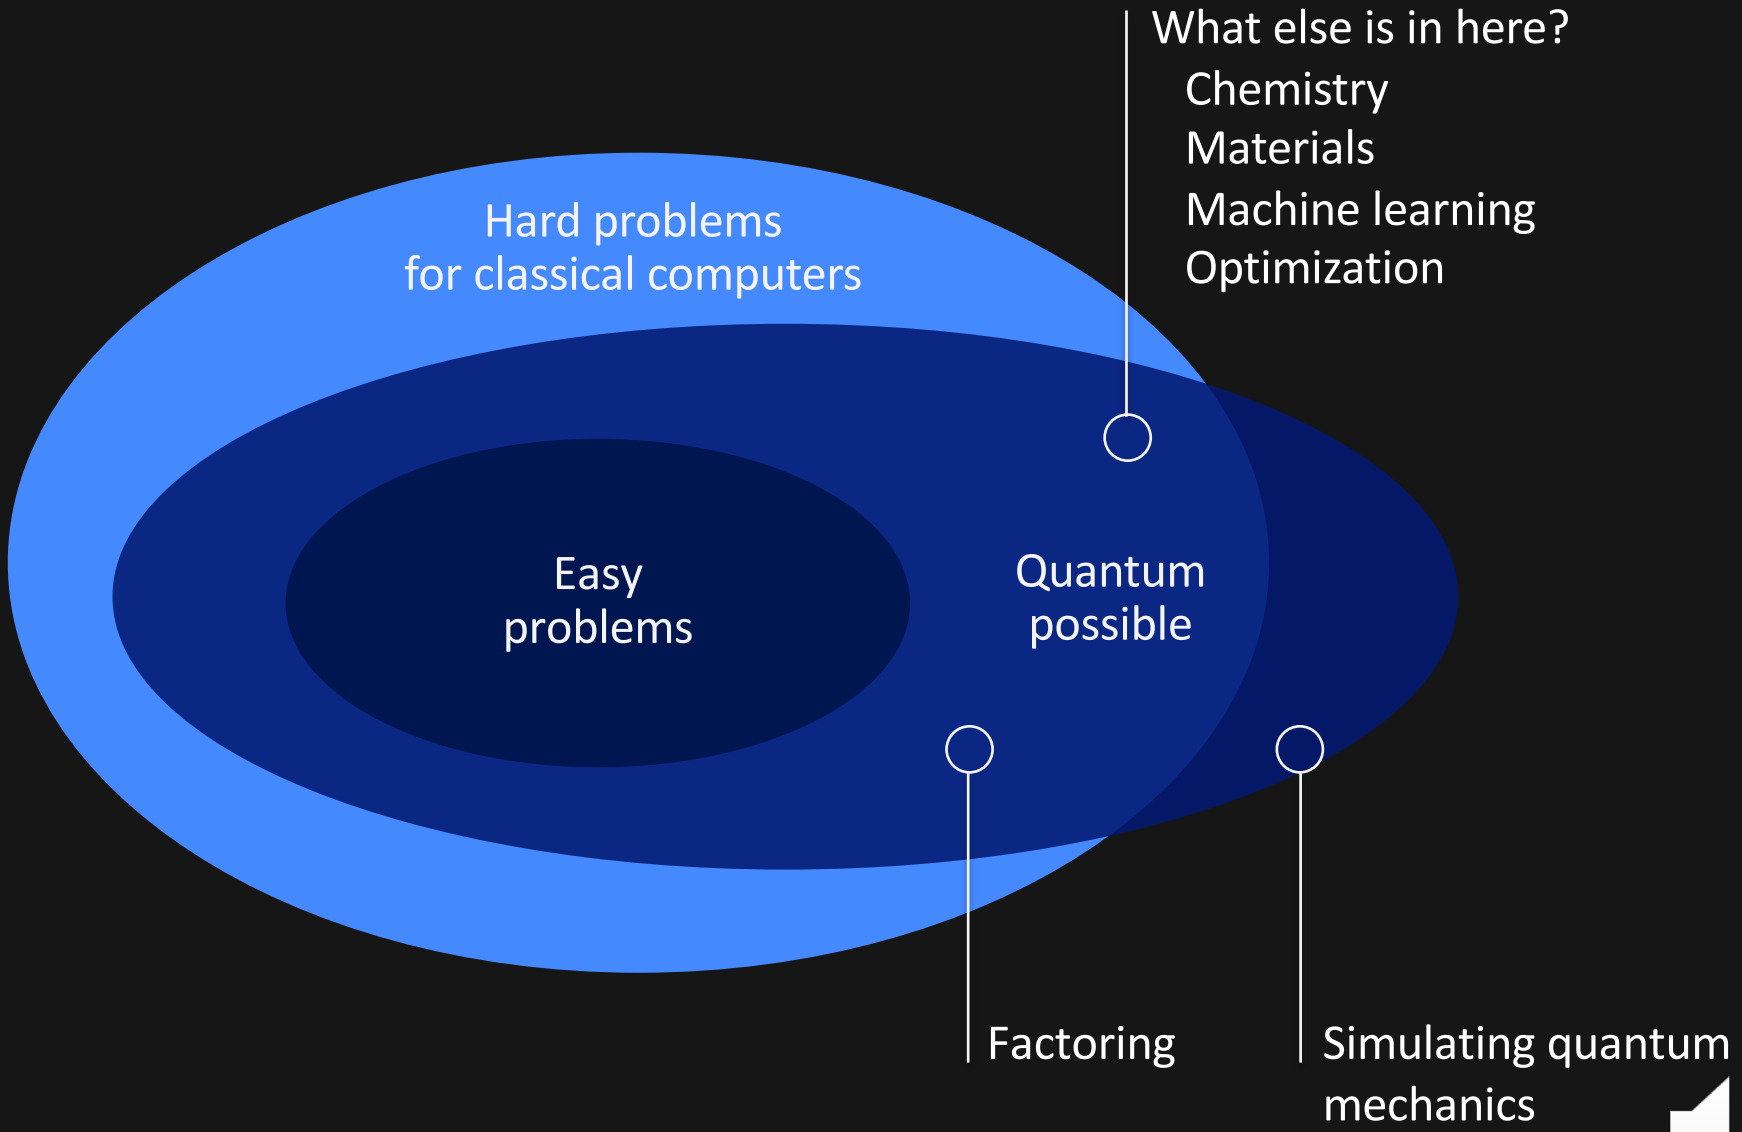 What else is in here?
Chemistry
Materials
Machine learning
Optimization
Hard problems
for classical computers
Easy
problems
Quantum
possible
Factoring
Simulating quantum
mechanics